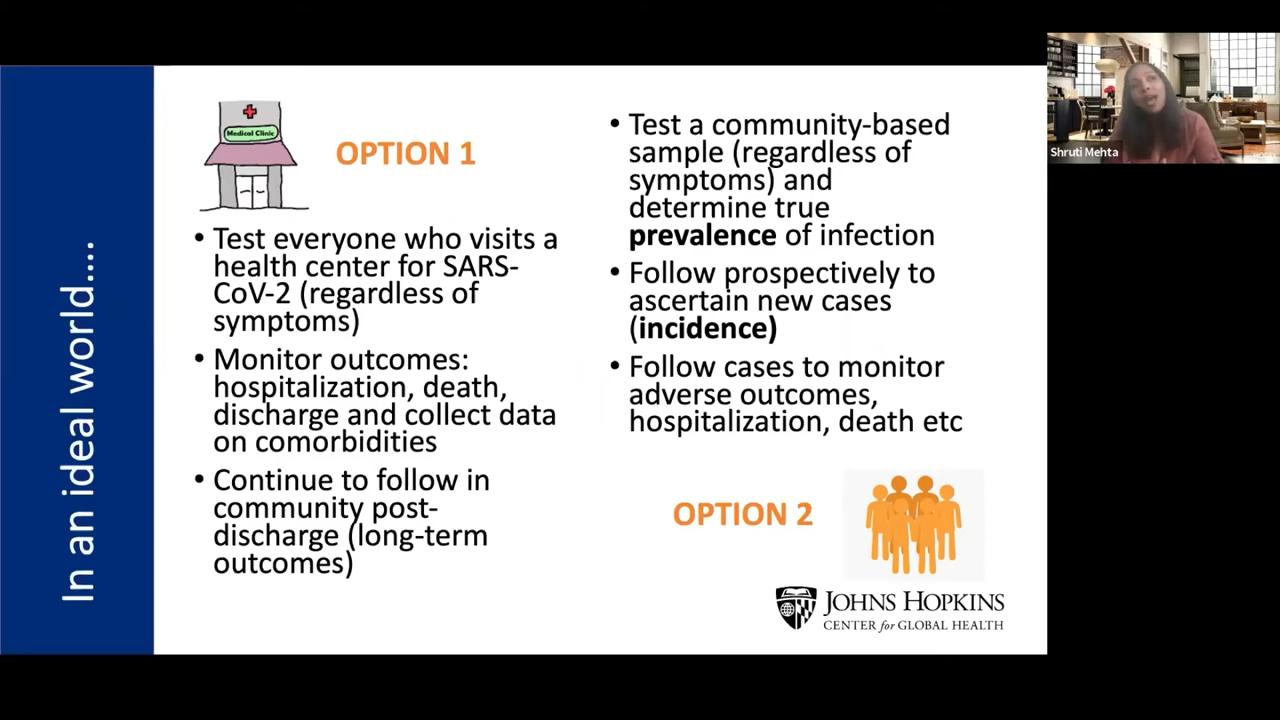 In an ideal world....
Medical Clinic
OPTION 1
• Test everyone who visits a
health center for SARS-
CoV-2 (regardless of
symptoms)
• Monitor outcomes:
hospitalization, death,
discharge and collect data
on comorbidities
• Continue to follow in
community post-
discharge (long-term
outcomes)
• Test a community-based
sample (regardless of
symptoms) and
determine true
prevalence of infection
• Follow prospectively to
ascertain new cases
(incidence)
• Follow cases to monitor
adverse outcomes,
hospitalization, death etc
OPTION 2
JOHNS HOPKINS
CENTER for GLOBAL HEALTH
Shruti Mehta